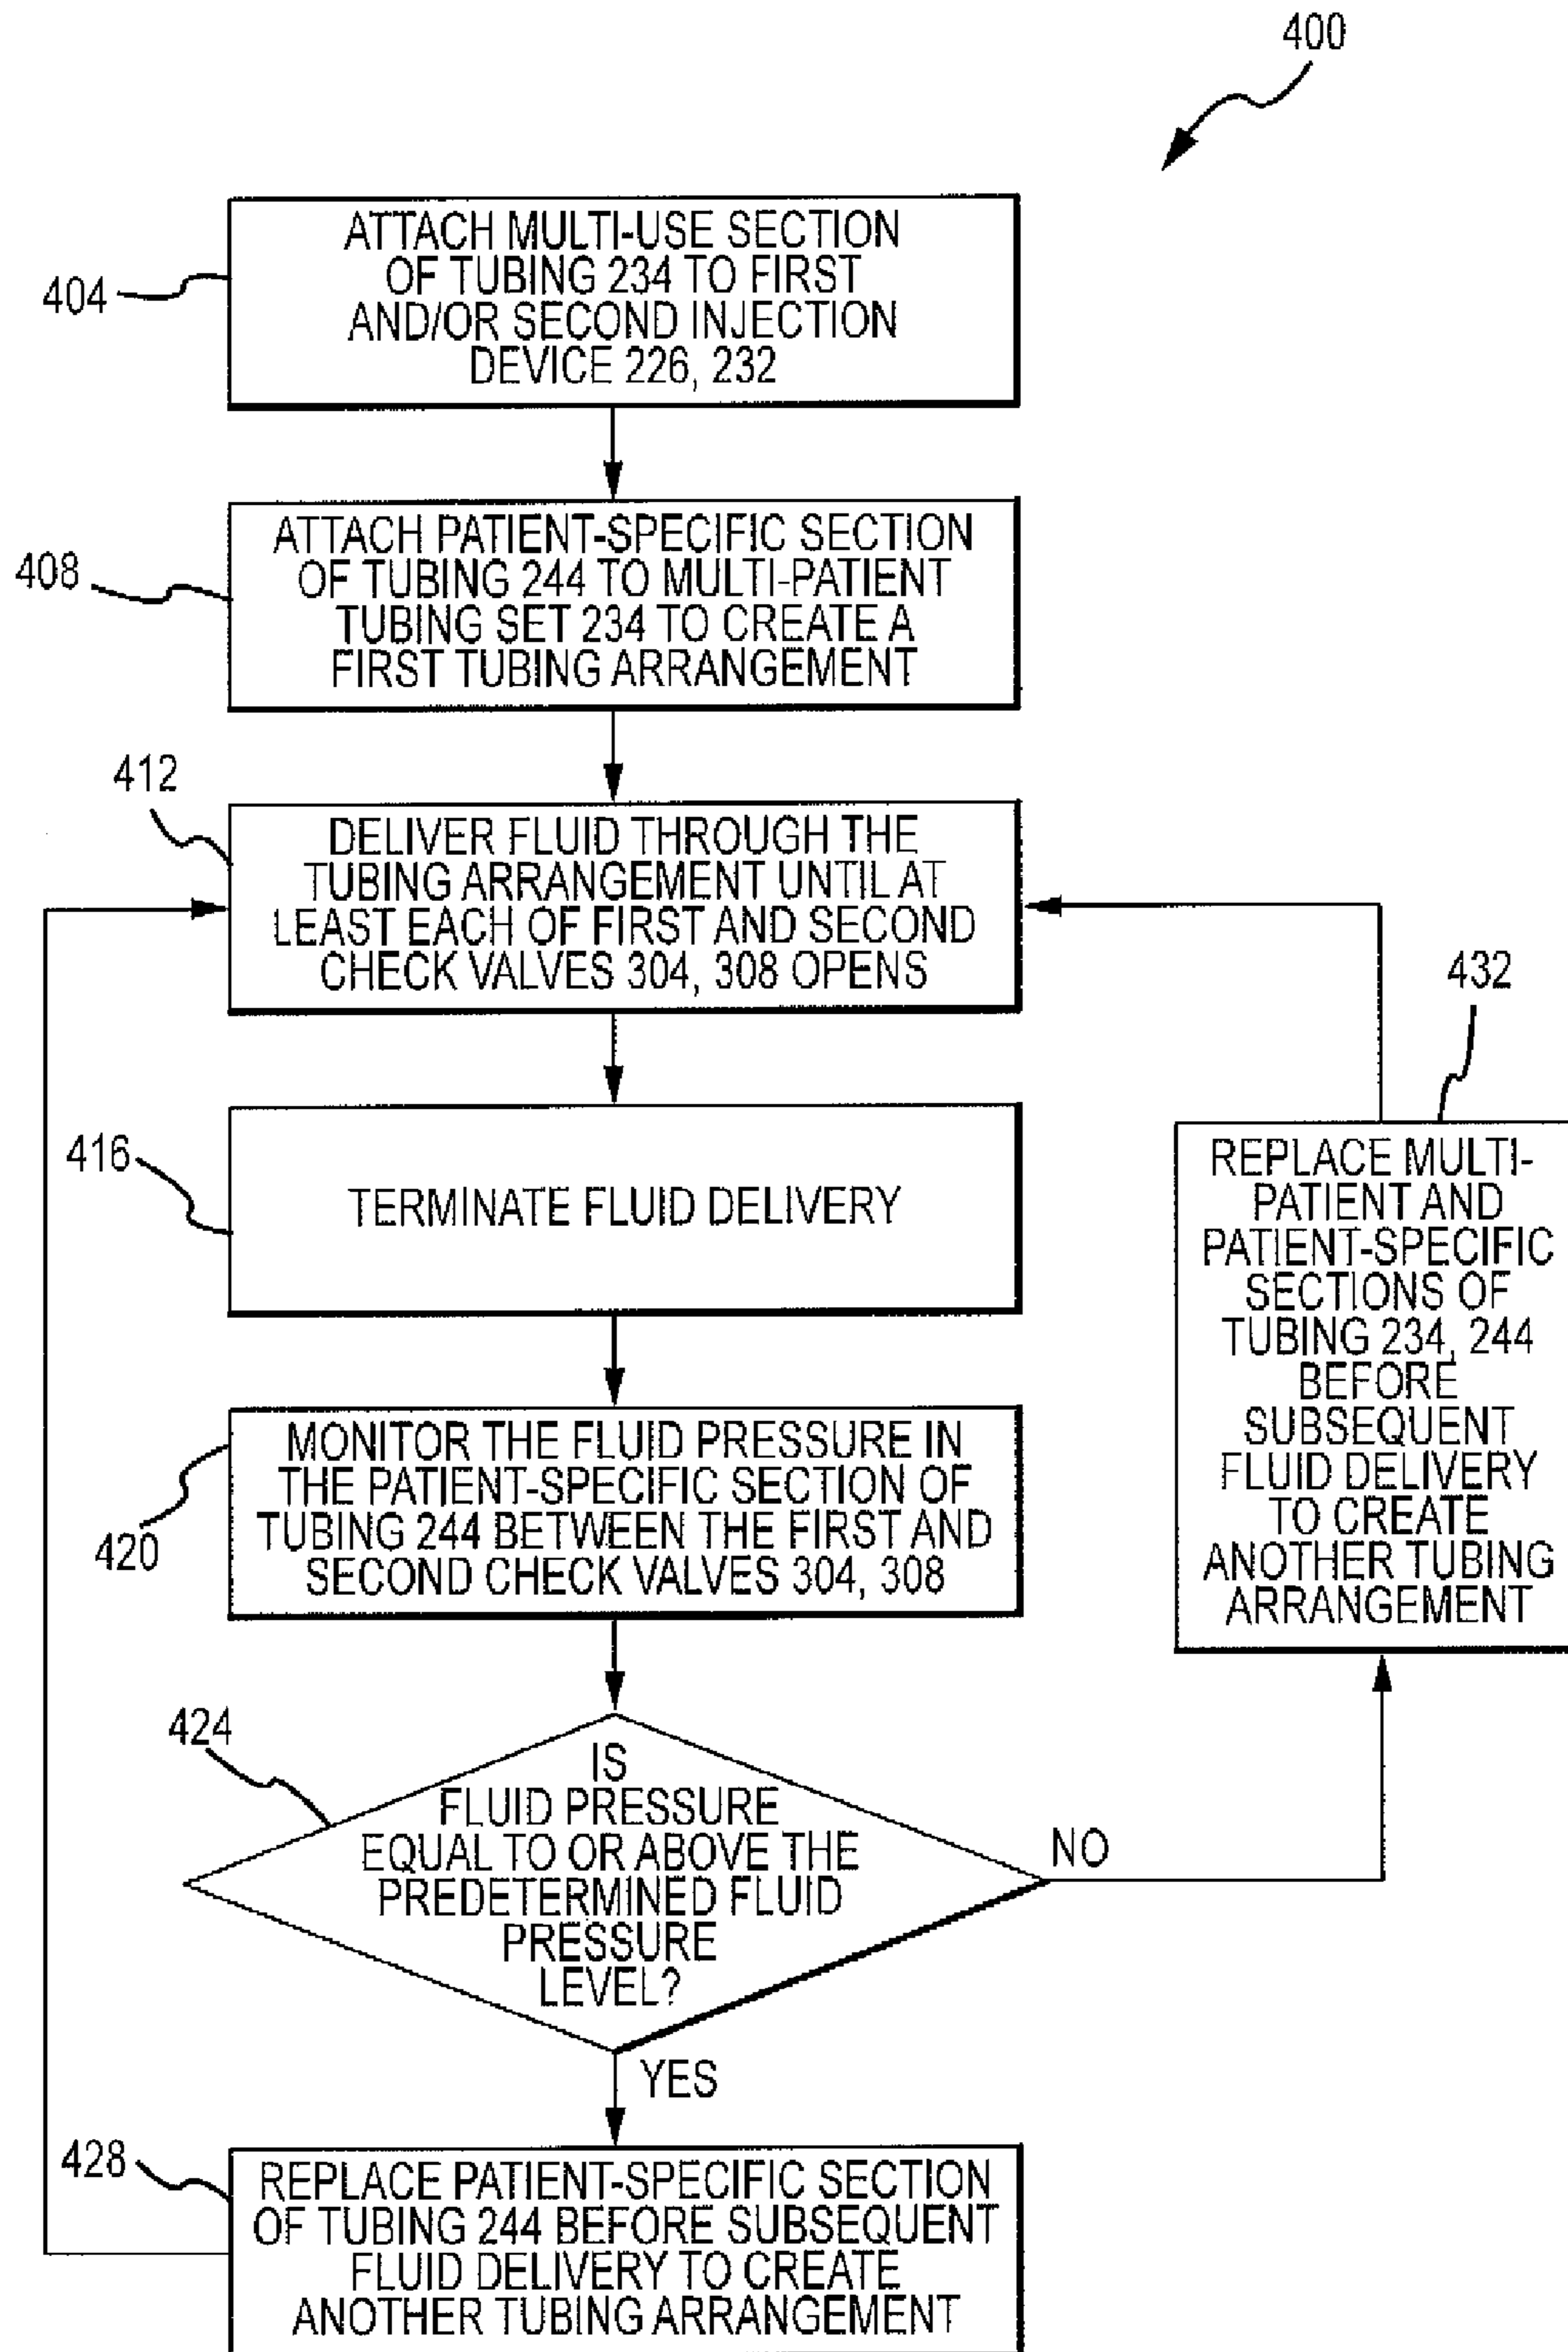 400
404
ATTACH MULTI-USE SECTION
OF TUBING 234 TO FIRST
AND/OR SECOND INJECTION
DEVICE 226, 232
408
ATTACH PATIENT-SPECIFIC SECTION
OF TUBING 244 TO MULTI-PATIENT
TUBING SET 234 TO CREATE A
FIRST TUBING ARRANGEMENT
412
DELIVER FLUID THROUGH THE
TUBING ARRANGEMENT UNTIL AT
LEAST EACH OF FIRST AND SECOND
CHECK VALVES 304, 308 OPENS
416
TERMINATE FLUID DELIVERY
420
MONITOR THE FLUID PRESSURE IN
THE PATIENT-SPECIFIC SECTION OF
TUBING 244 BETWEEN THE FIRST AND
SECOND CHECK VALVES 304, 308
424
IS
FLUID PRESSURE
EQUAL TO OR ABOVE THE
PREDETERMINED FLUID
PRESSURE
LEVEL?
NO
YES
432
REPLACE MULTI-
PATIENT AND
PATIENT-SPECIFIC
SECTIONS OF
TUBING 234, 244
BEFORE
SUBSEQUENT
FLUID DELIVERY
TO CREATE
ANOTHER TUBING
ARRANGEMENT
428
REPLACE PATIENT-SPECIFIC SECTION
OF TUBING 244 BEFORE SUBSEQUENT
FLUID DELIVERY TO CREATE
ANOTHER TUBING ARRANGEMENT